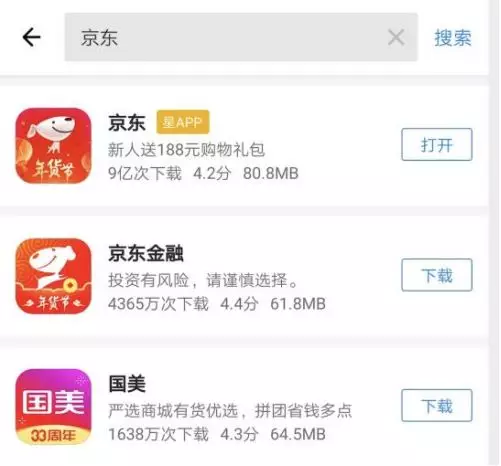 京东
搜索
京东 星APP
新人送188元购物礼包
9亿次下载 4.2分 80.8MB
打开
年货节
京东金融
投资有风险，请谨慎选择。
4365万次下载 4.4分 61.8MB
下载
年货节
国美
严选商城有货优选，拼团省钱多点
1638万次下载 4.3分 64.5MB
下载
国美
33周年